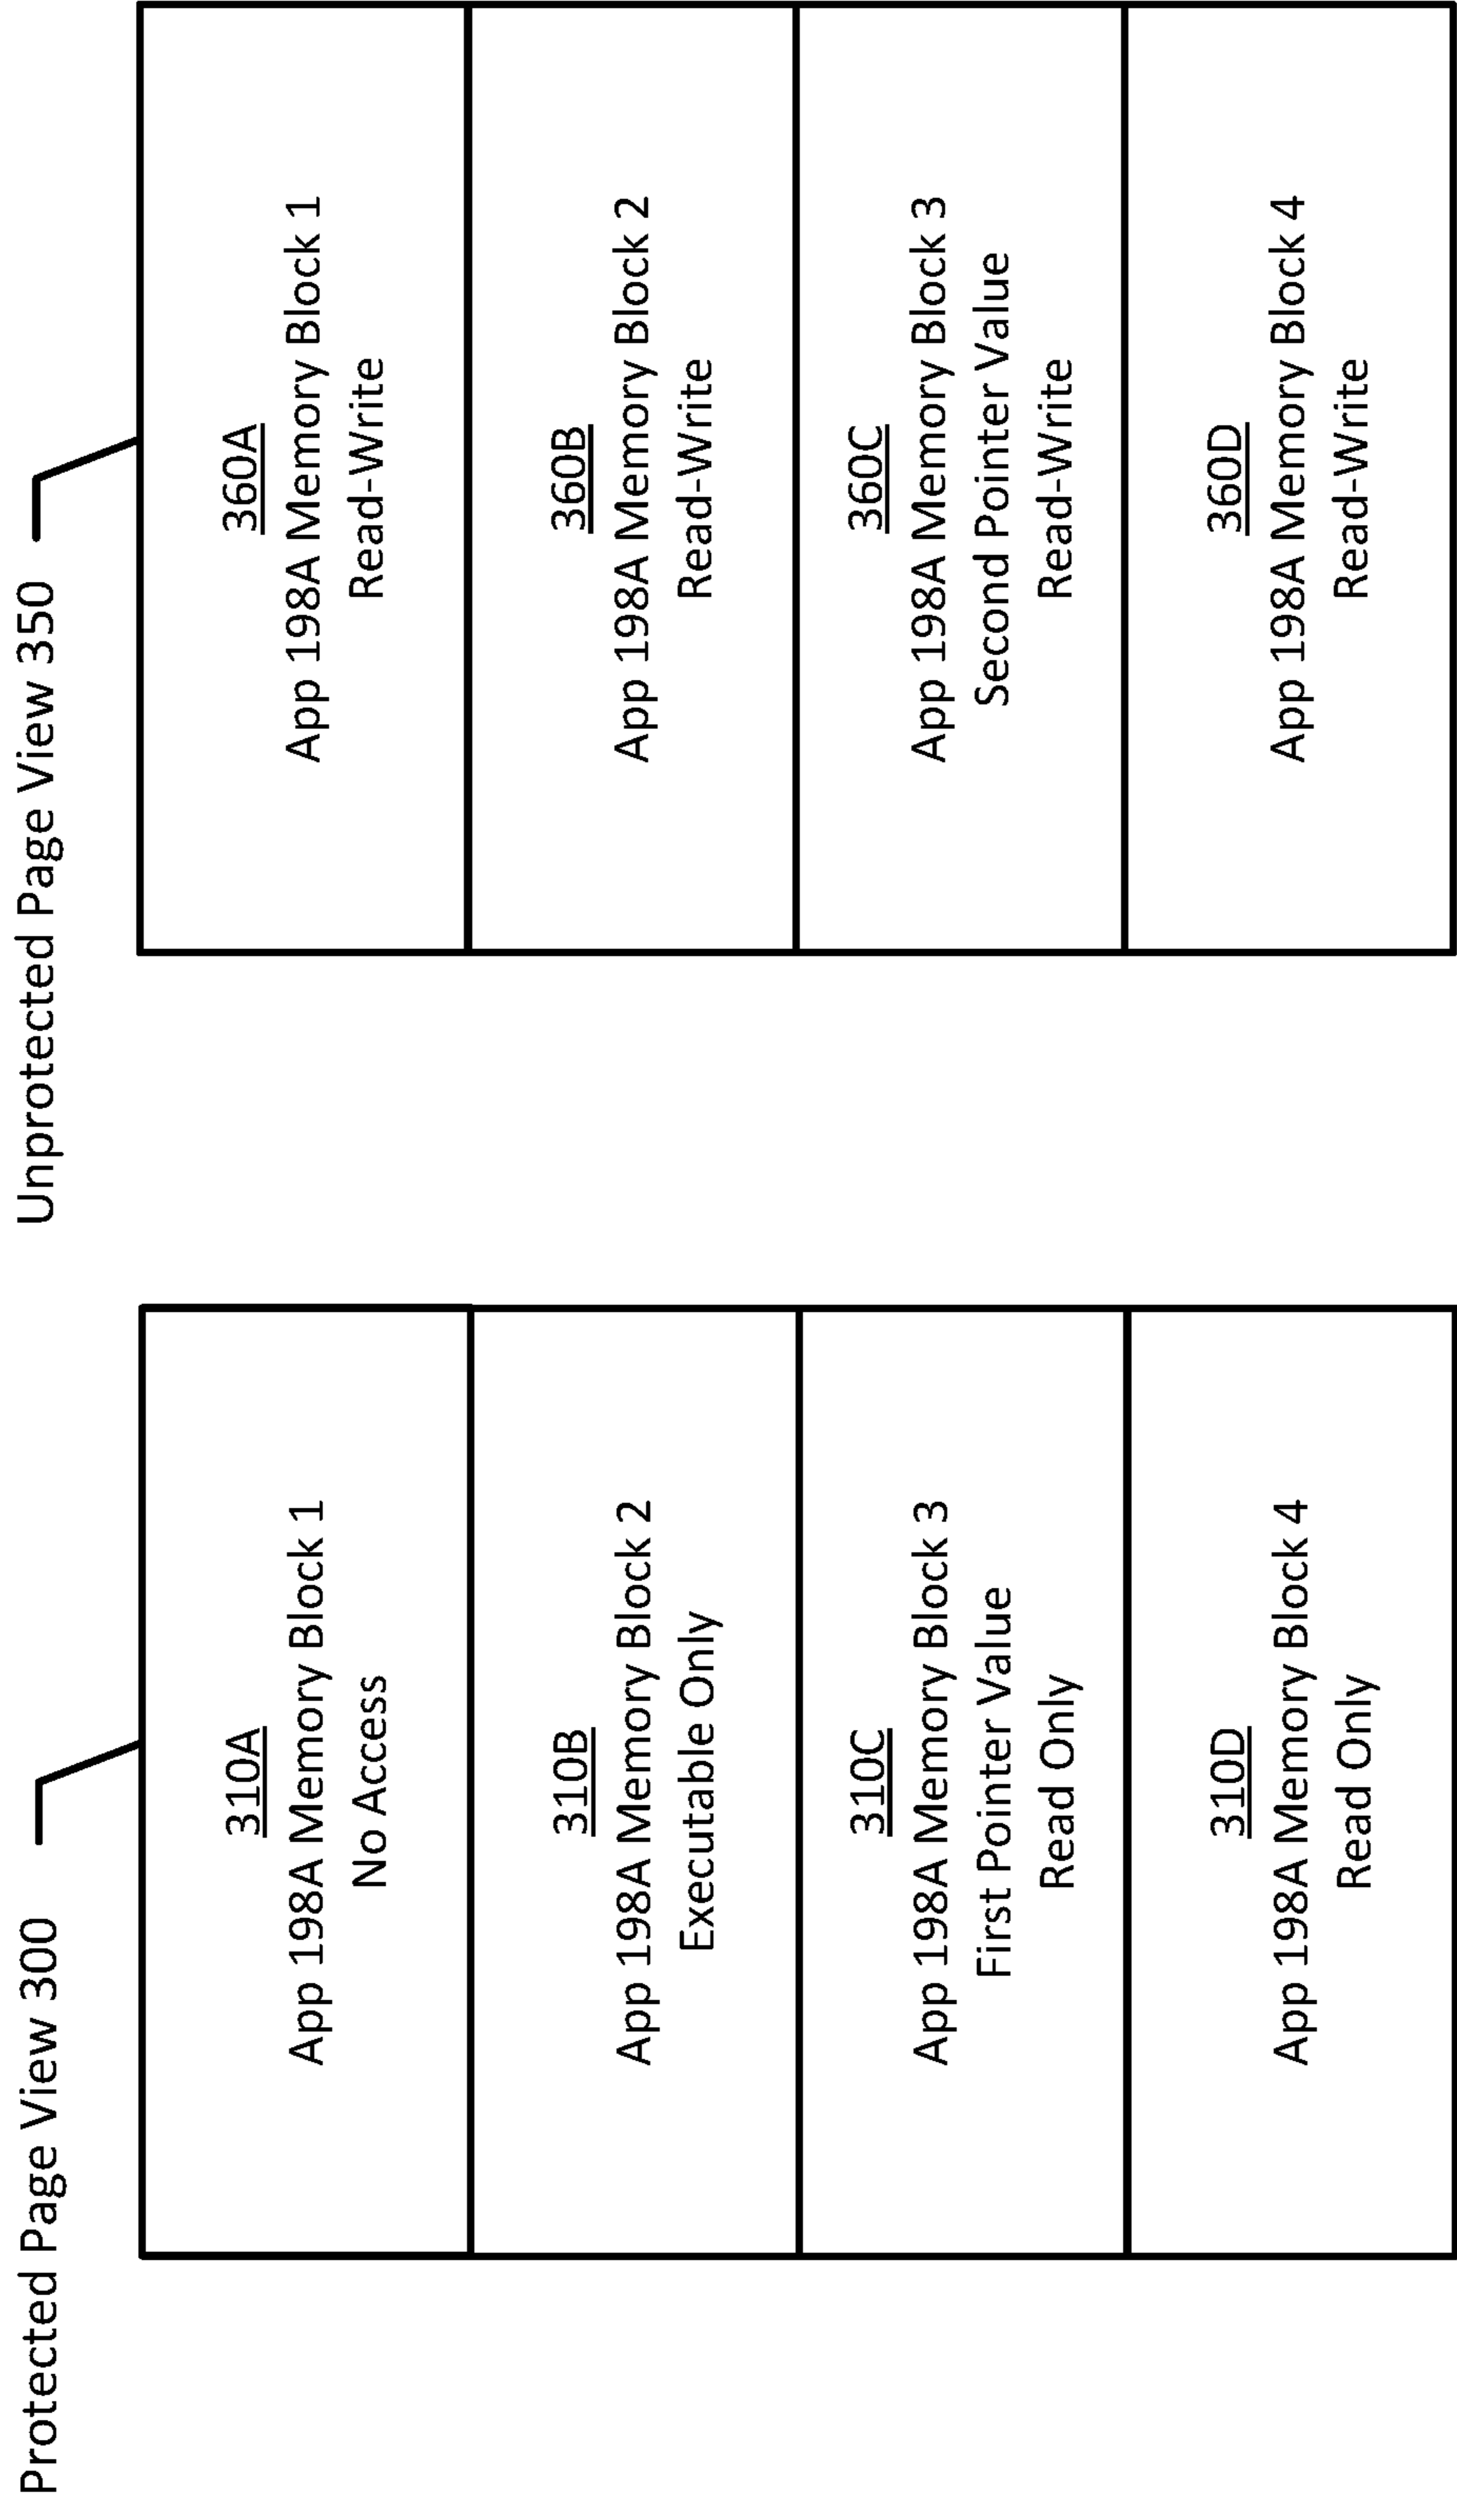 Protected Page View 300
310A
App 198A Memory Block 1
No Access
310B
App 198A Memory Block 2
Executable Only
310C
App 198A Memory Block 3
First Pointer Value
Read Only
310D
App 198A Memory Block 4
Read Only
Unprotected Page View 350
360A
App 198A Memory Block 1
Read-Write
360B
App 198A Memory Block 2
Read-Write
360C
App 198A Memory Block 3
Second Pointer Value
Read-Write
360D
App 198A Memory Block 4
Read-Write